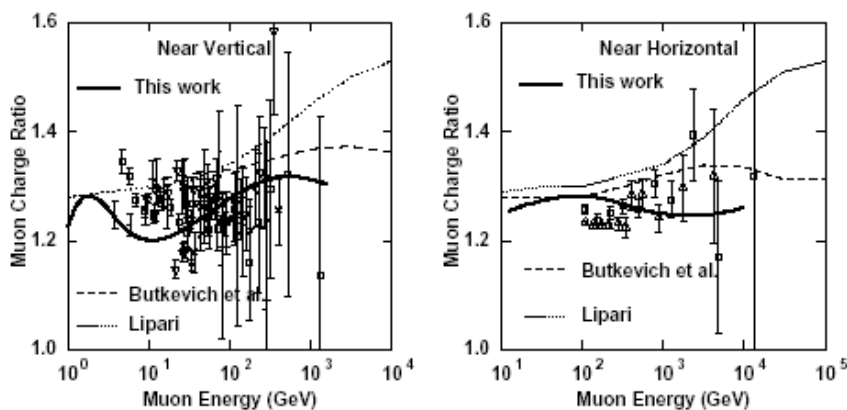 1.6
1.4
1.2
1.0
Muon Charge Ratio
Near Vertical
This work
Butkevich et al.
Lipari
10^0 10^1 10^2 10^3 10^4
Muon Energy (GeV)
1.6
1.4
1.2
1.0
Muon Charge Ratio
Near Horizontal
This work
Butkevich et al.
Lipari
10^1 10^2 10^3 10^4 10^5
Muon Energy (GeV)